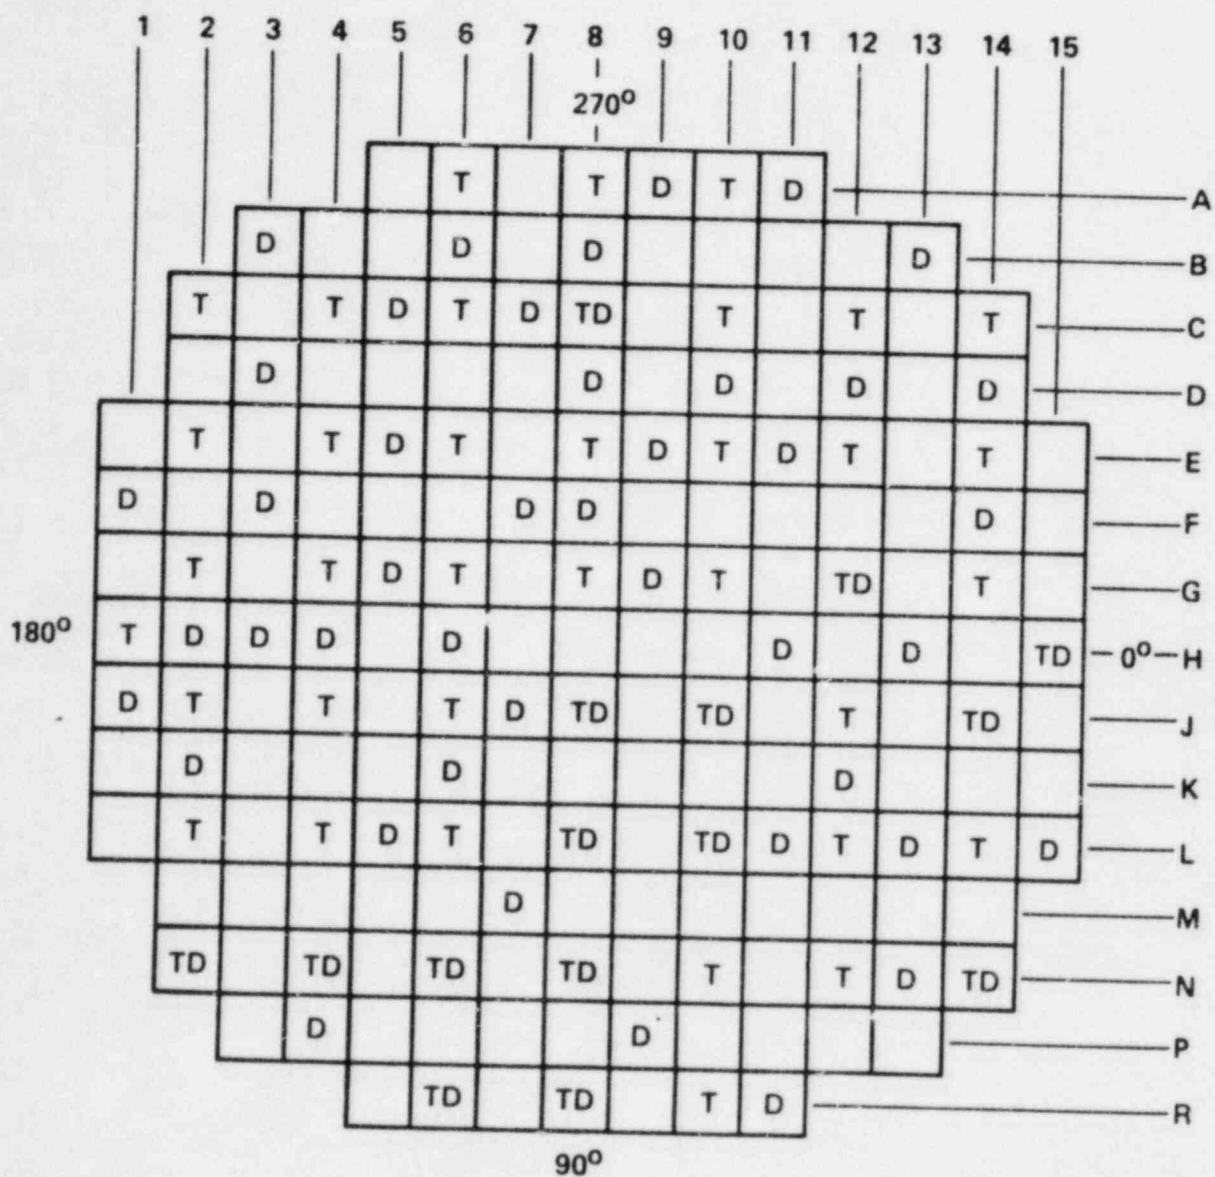 1 2 3 4 5 6 7 8 9 10 11 12 13 14 15
270°
T T D T D A
D D D D B
T T D T D TD T T T C
D D D D D D
T T D T T D T D T T E
D D D D D F
T T D T T D T TD T G
180° T D D D D D D TD 0° H
D T T T D TD TD T TD J
D D D K
T T D T TD TD D T D T D L
D M
TD TD TD TD T T D TD N
D D P
TD TD T D R
90°